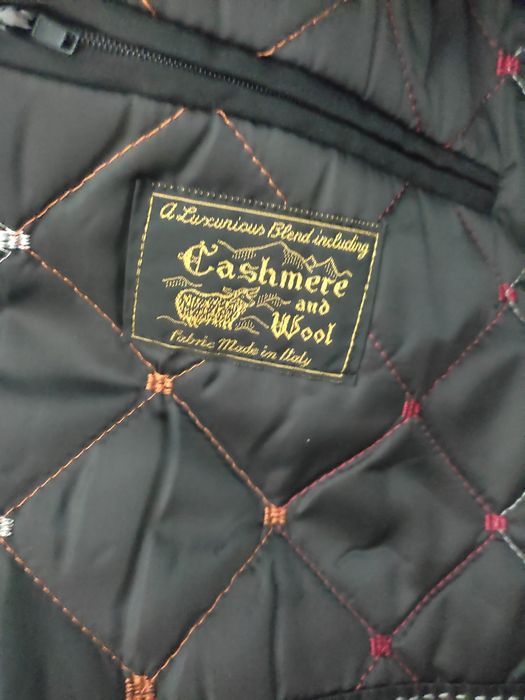 A Luxurious Blend including
Cashmere
and
Wool
Fabric Made in Italy